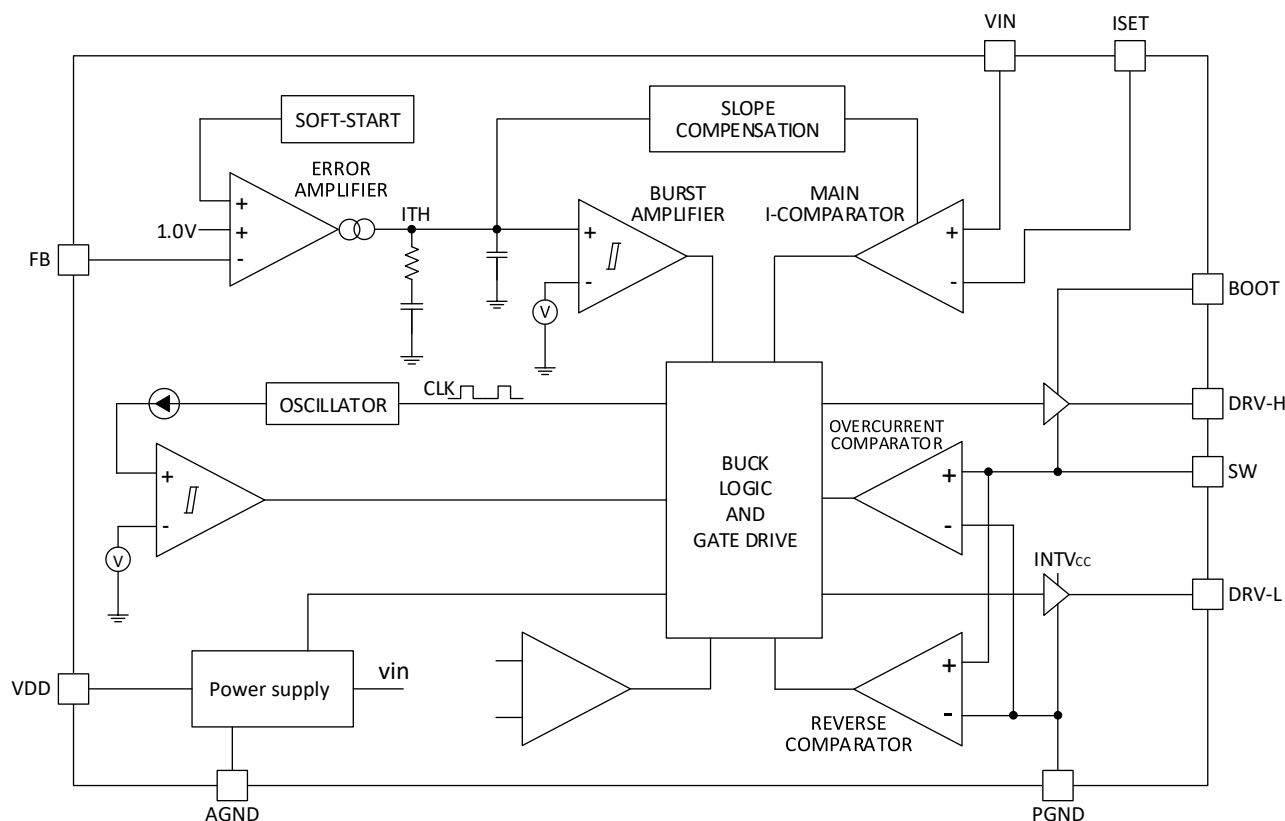 VIN
ISET
SOFT-START
SLOPE
COMPENSATION
ERROR
AMPLIFIER
ITH
BURST
AMPLIFIER
MAIN
I-COMPARATOR
+
1.0V
+
-
FB
+
-
V
+
-
BOOT
CLK
OSCILLATOR
DRV-H
OVERCURRENT
COMPARATOR
+
-
V
BUCK
LOGIC
AND
GATE DRIVE
+
-
SW
INTVCC
DRV-L
VDD
Power supply
vin
+
-
REVERSE
COMPARATOR
AGND
PGND